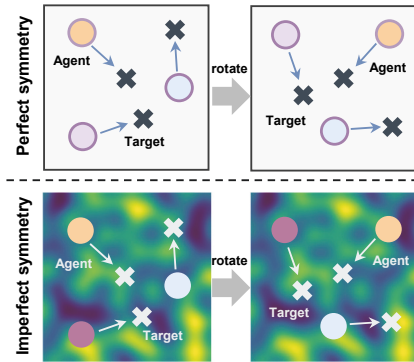 Perfect symmetry
Agent
Target
rotate
Agent
Target
Imperfect symmetry
Agent
Target
rotate
Agent
Target